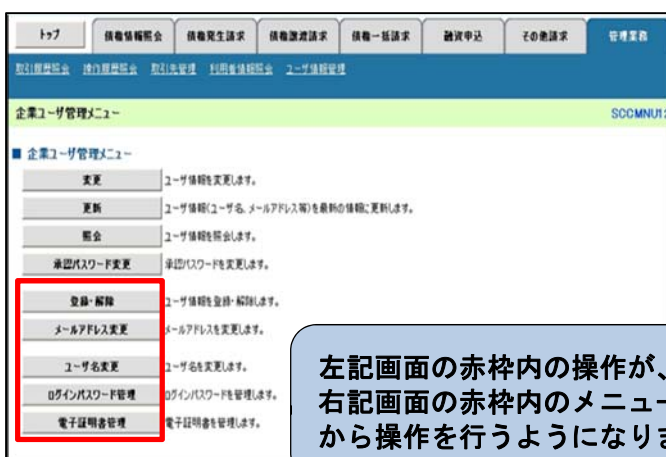 トップ 債権情報照会 債権発生請求 債権譲渡請求 債権一括請求 融資申込 その他請求 管理業務
取引履歴照会 操作履歴照会 取引先管理 利用者情報照会 ユーザ情報管理
企業ユーザ管理メニュー SCCMNU12
■ 企業ユーザ管理メニュー
変更 ユーザ情報を変更します。
更新 ユーザ情報(ユーザ名、メールアドレス等)を最新の情報に更新します。
照会 ユーザ情報を照会します。
承認パスワード変更 承認パスワードを変更します。
登録・解除 ユーザ情報を登録・解除します。
メールアドレス変更 メールアドレスを変更します。
ユーザ名変更 ユーザ名を変更します。
ログインパスワード管理 ログインパスワードを管理します。
電子証明書管理 電子証明書を管理します。
左記画面の赤枠内の操作が、
右記画面の赤枠内のメニュー
から操作を行うようになりま